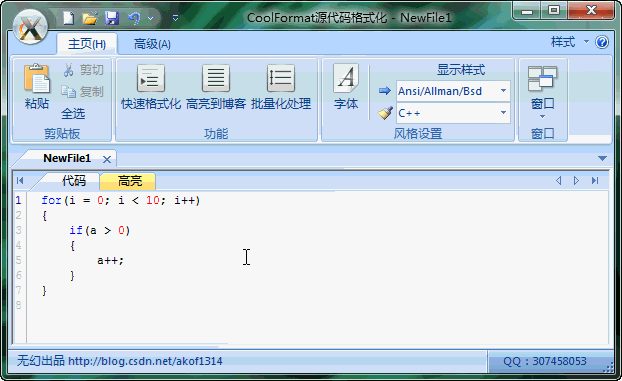 CoolFormat源代码格式化 - NewFile1
主页(H) 高级(A) 样式
粘贴 剪切 复制 全选 剪贴板
快速格式化 高亮到博客 批量化处理 功能
字体 显示样式 Ansi/Allman/Bsd C++ 风格设置
窗口 窗口
NewFile1
代码 高亮
1 for(i = 0; i < 10; i++)
2 {
3 if(a > 0)
4 {
5 a++;
6 }
7 }
8
无幻出品 http://blog.csdn.net/akof1314 QQ：307458053